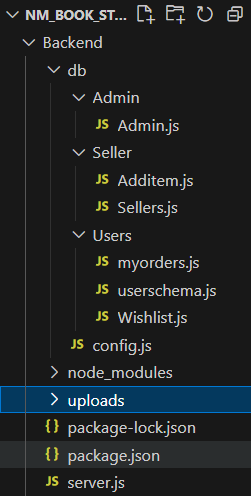 NM_BOOK_ST...
Backend
db
Admin
JS Admin.js
Seller
JS Additem.js
JS Sellers.js
Users
JS myorders.js
JS userschema.js
JS Wishlist.js
JS config.js
node_modules
uploads
{} package-lock.json
{} package.json
JS server.js